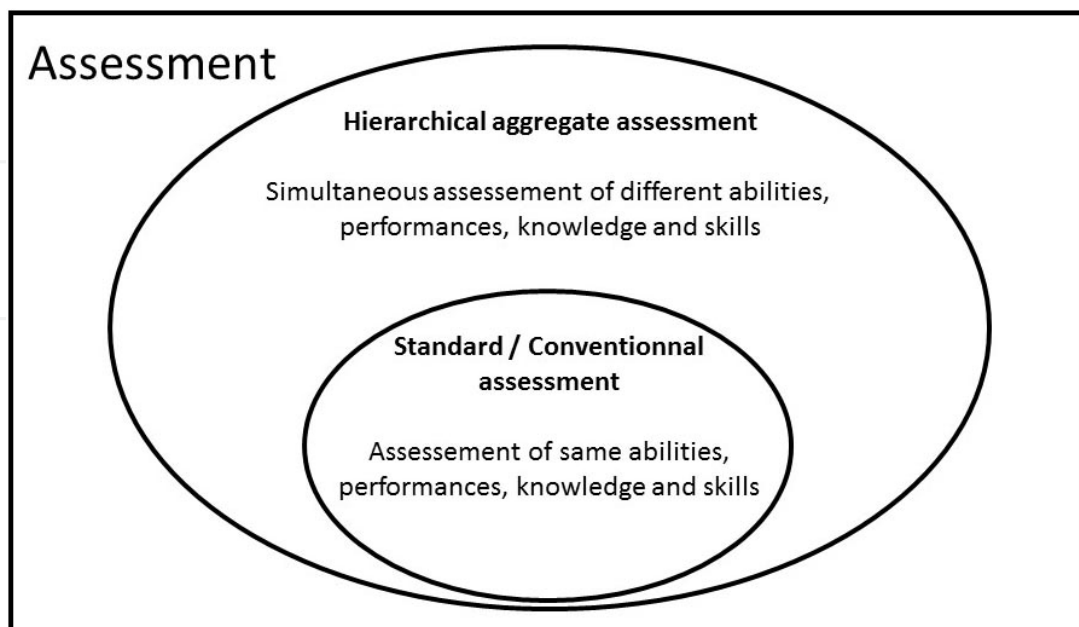 Assessment
Hierarchical aggregate assessment
Simultaneous assessement of different abilities,
performances, knowledge and skills
Standard / Conventionnal
assessment
Assessement of same abilities,
performances, knowledge and skills